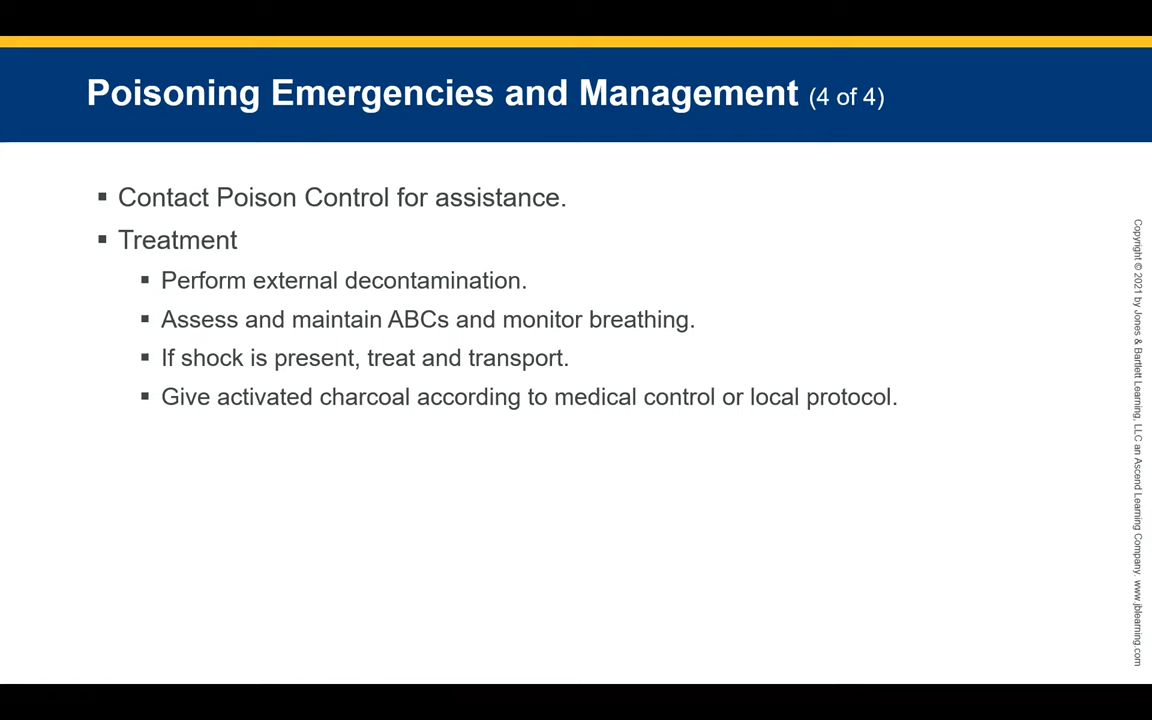 Poisoning Emergencies and Management (4 of 4)
Contact Poison Control for assistance.
Treatment
Perform external decontamination.
Assess and maintain ABCs and monitor breathing.
If shock is present, treat and transport.
Give activated charcoal according to medical control or local protocol.
Copyright © 2021 by Jones & Bartlett Learning, LLC an Ascend Learning Company. www.jblearning.com